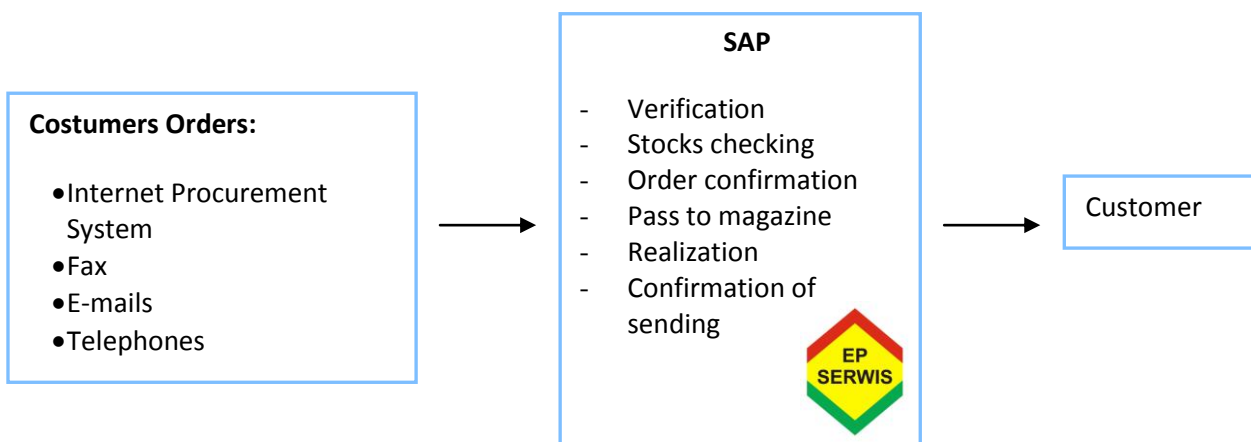 Costumers Orders:
•Internet Procurement
System
•Fax
•E-mails
•Telephones
SAP
- Verification
- Stocks checking
- Order confirmation
- Pass to magazine
- Realization
- Confirmation of
sending
EP
SERWIS
Customer